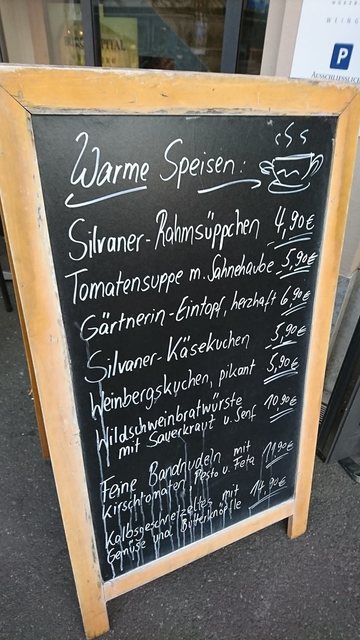 P
Warme Speisen:
Silvaner-Rahmsüppchen 4,90€
Tomatensuppe m. Sahnehaube 5,90€
Gärtnerin-Eintopf, herzhaft 6,90€
Silvaner-Käsekuchen 5,90€
Weinbergskuchen, pikant 5,90€
Wildschweinbratwürste 10,90€
mit Sauerkraut u. Senf
Feine Bandnudeln mit 11,90€
Kirschtomaten, Pesto u. Feta
Kalbsgeschnetzeltes mit 14,90€
Gemüse und Butterknöpfle